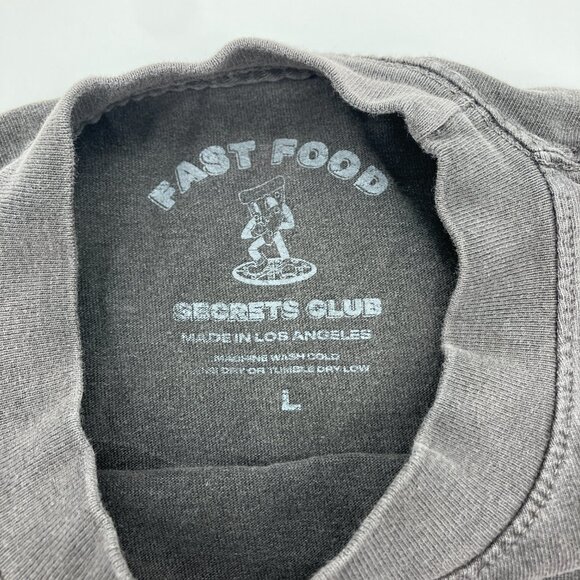 FAST FOOD
SECRETS CLUB
MADE IN LOS ANGELES
MACHINE WASH COLD
DRY OR TUMBLE DRY LOW
L